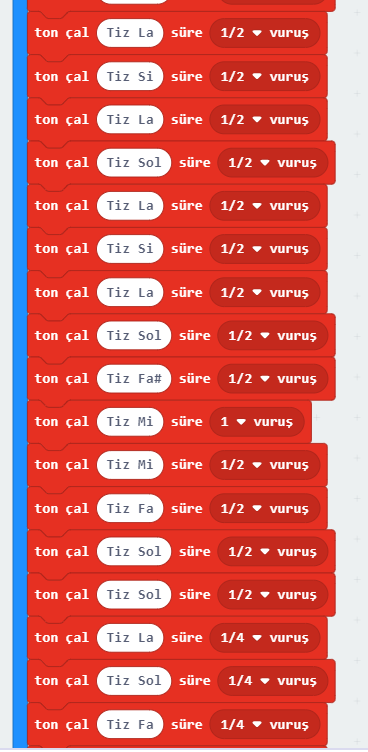 ton çal Tiz La süre 1/2 vuruş
ton çal Tiz Si süre 1/2 vuruş
ton çal Tiz La süre 1/2 vuruş
ton çal Tiz Sol süre 1/2 vuruş
ton çal Tiz La süre 1/2 vuruş
ton çal Tiz Si süre 1/2 vuruş
ton çal Tiz La süre 1/2 vuruş
ton çal Tiz Sol süre 1/2 vuruş
ton çal Tiz Fa# süre 1/2 vuruş
ton çal Tiz Mi süre 1 vuruş
ton çal Tiz Mi süre 1/2 vuruş
ton çal Tiz Fa süre 1/2 vuruş
ton çal Tiz Sol süre 1/2 vuruş
ton çal Tiz Sol süre 1/2 vuruş
ton çal Tiz La süre 1/4 vuruş
ton çal Tiz Sol süre 1/4 vuruş
ton çal Tiz Fa süre 1/4 vuruş